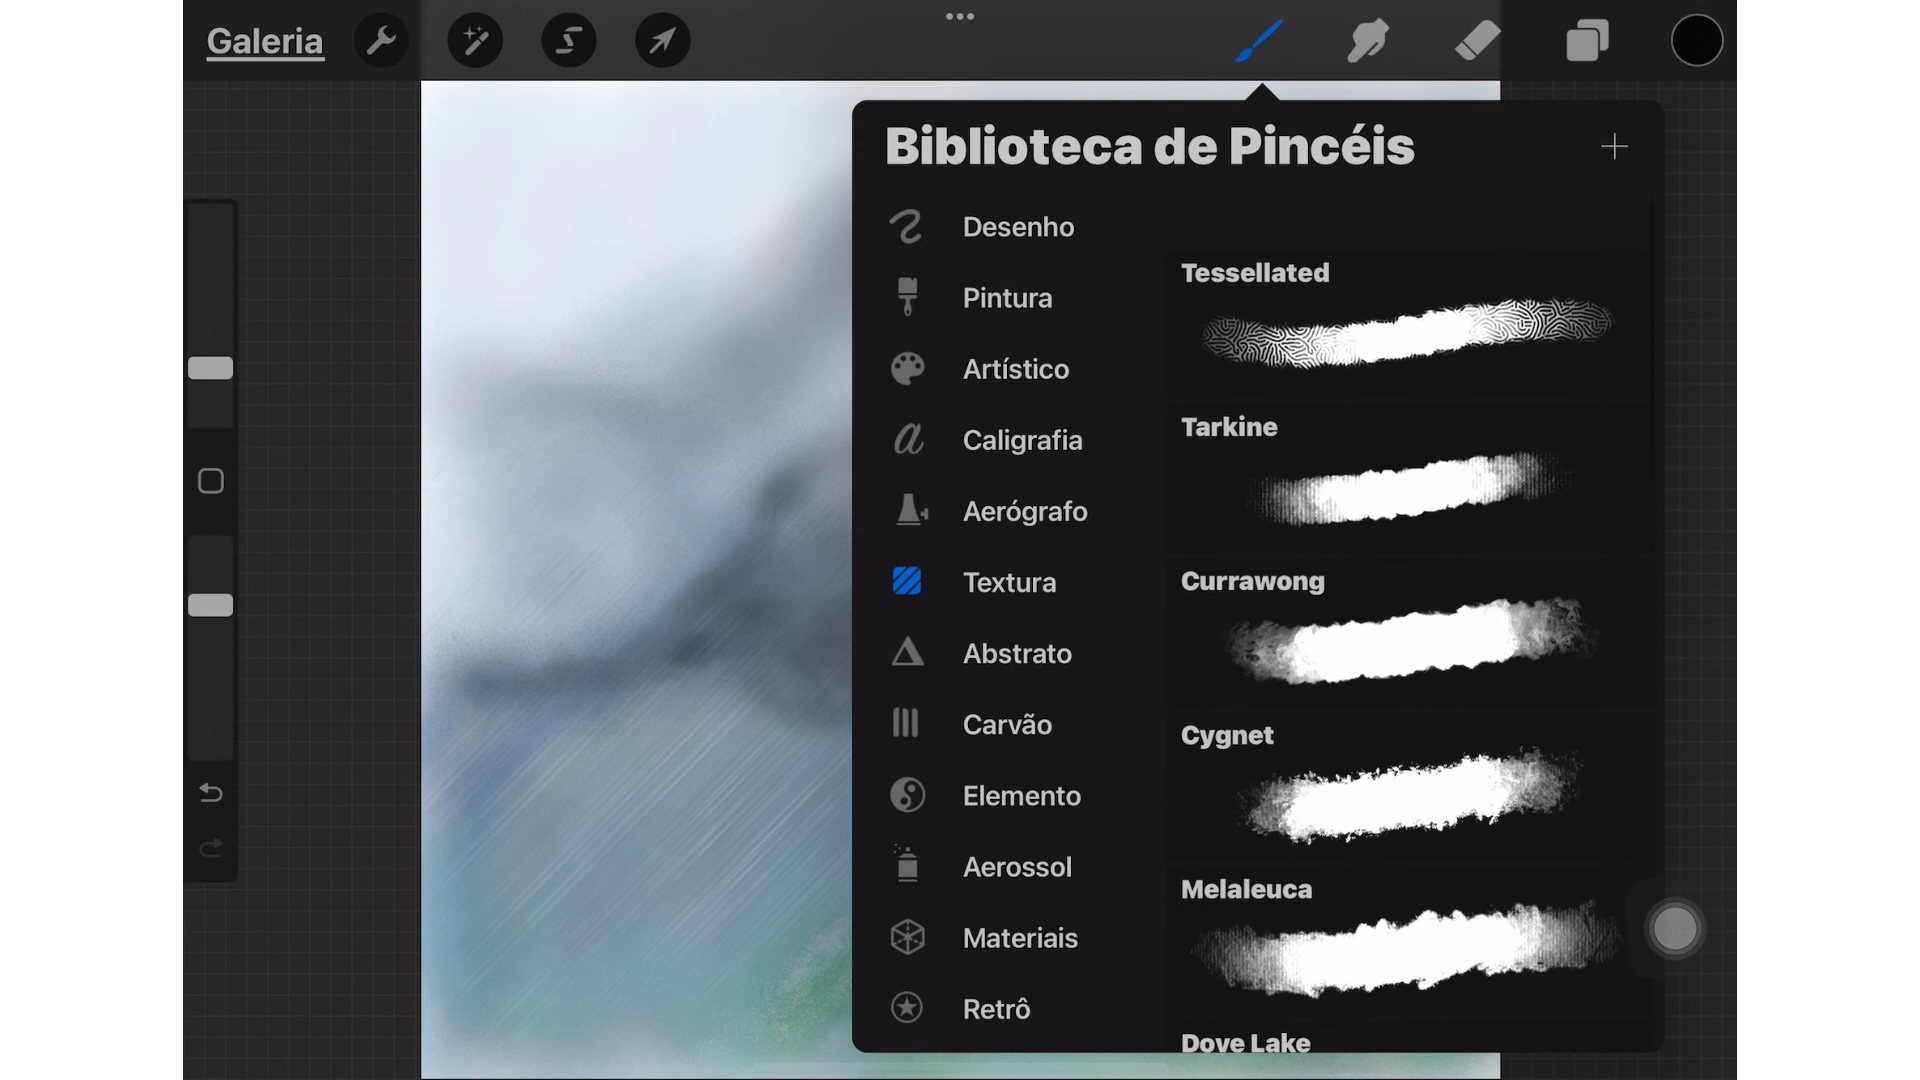 Galeria
Biblioteca de Pincéis
Desenho
Pintura
Artístico
Caligrafia
Aerógrafo
Textura
Abstrato
Carvão
Elemento
Aerossol
Materiais
Retrô
Tessellated
Tarkine
Currawong
Cygnet
Melaleuca
Dove Lake